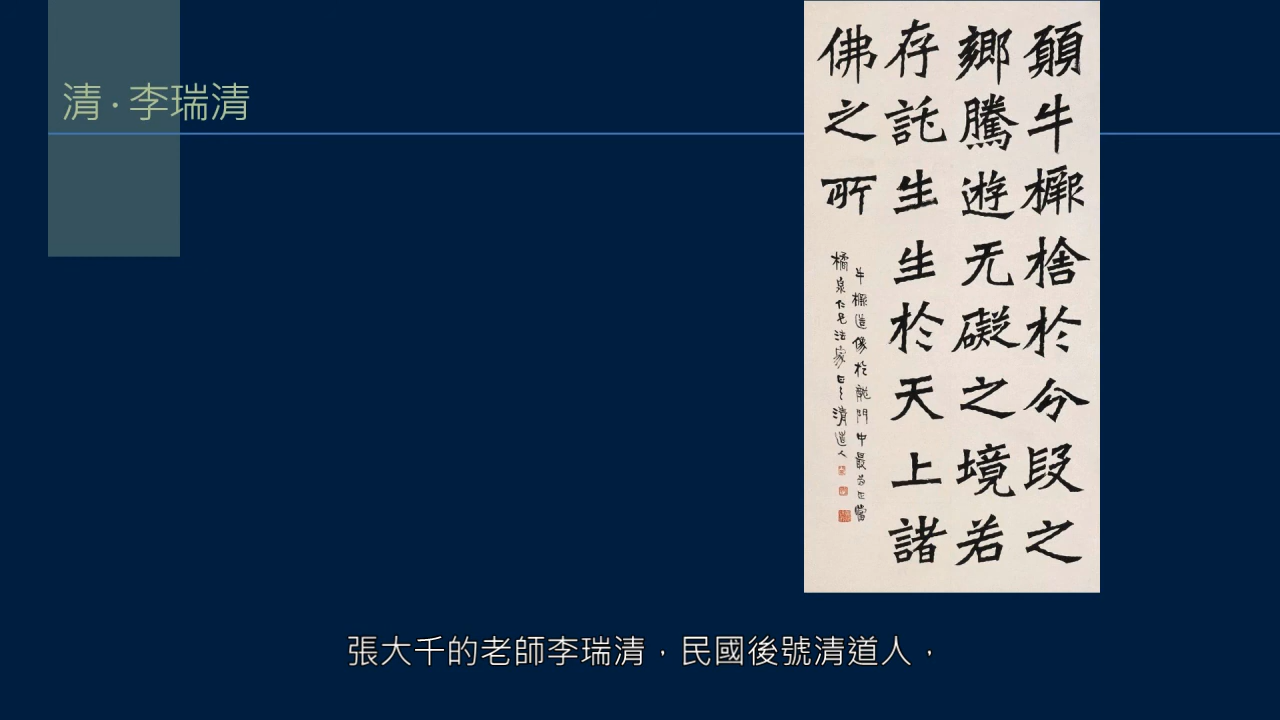 清·李瑞清
願牛橛捨於分段之
鄉騰遊无礙之境若
存託生生於天上諸
佛之所
牛橛造像於龍門中最為正當
橘泉仁兄法家正之 清道人
張大千的老師李瑞清，民國後號清道人，